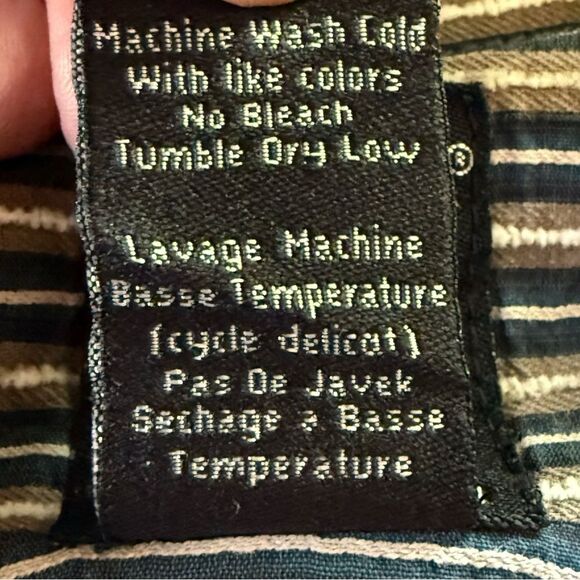 Machine Wash Cold
With like colors
No Bleach
Tumble Dry Low
®
Lavage Machine
Basse Temperature
(cycle delicat)
Pas De Javek
Sechage a Basse
Temperature